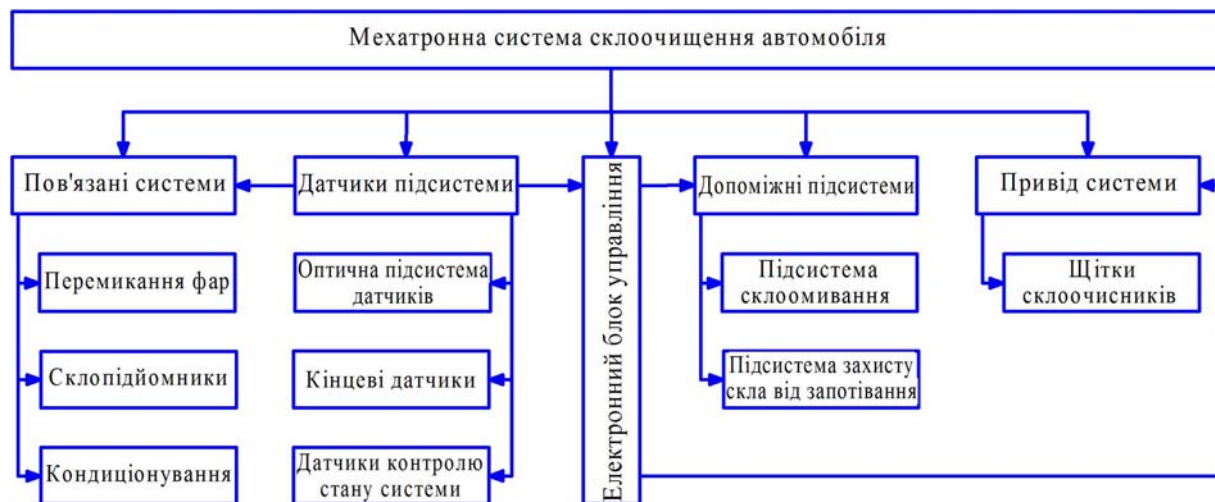 Мехатронна система склоочищення автомобіля
Пов'язані системи
Датчики підсистеми
Електронний блок управління
Допоміжні підсистеми
Привід системи
Перемикання фар
Оптична підсистема
датчиків
Підсистема
склоомивання
Щітки
склоочисників
Склопідйомники
Кінцеві датчики
Підсистема захисту
скла від запотівання
Кондиціонування
Датчики контролю
стану системи